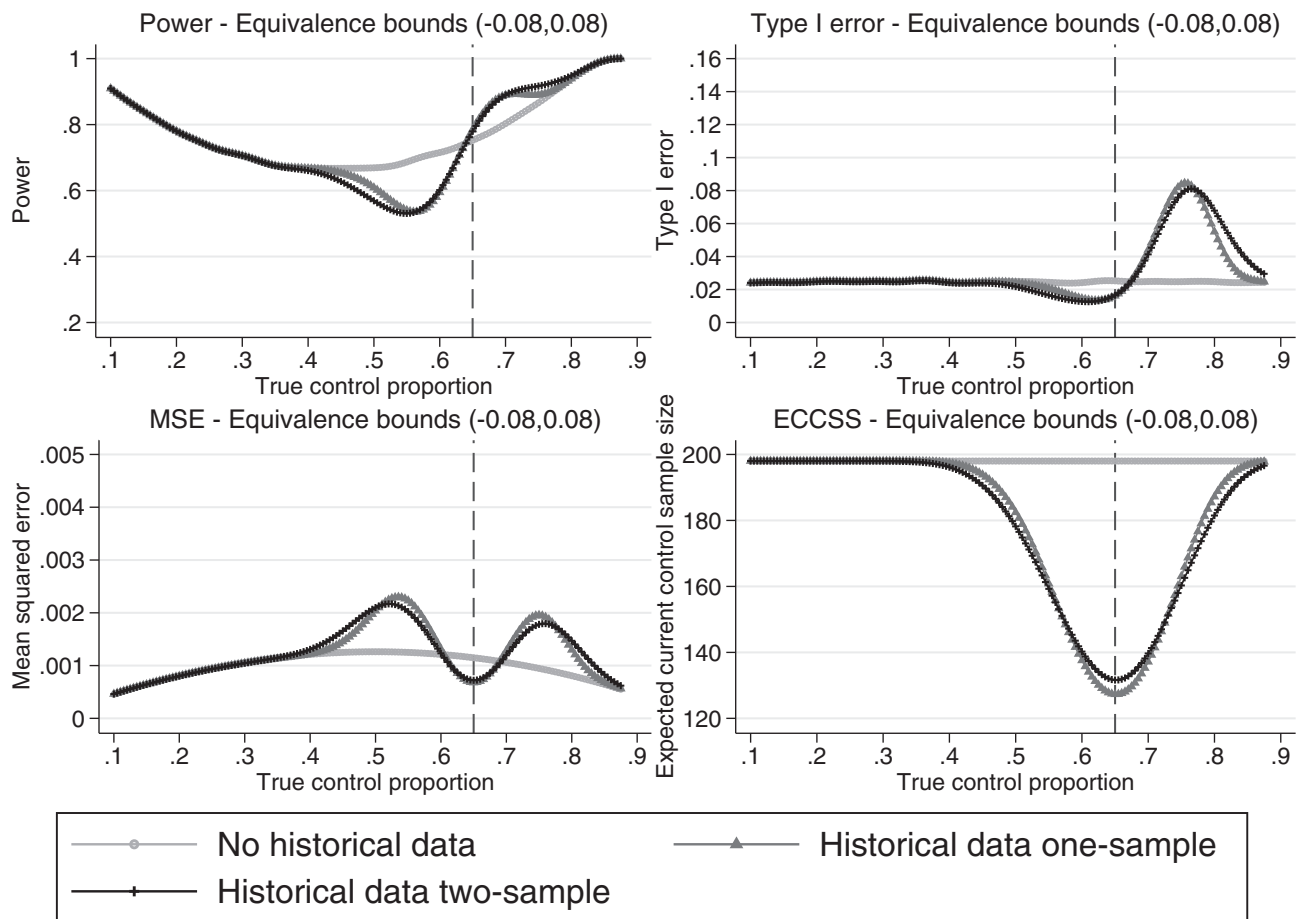 Power - Equivalence bounds (-0.08,0.08)
1
.8
.6
.4
.2
Power
.1 .2 .3 .4 .5 .6 .7 .8 .9
True control proportion
Type I error - Equivalence bounds (-0.08,0.08)
.16
.14
.12
.1
.08
.06
.04
.02
0
Type I error
.1 .2 .3 .4 .5 .6 .7 .8 .9
True control proportion
MSE - Equivalence bounds (-0.08,0.08)
.005
.004
.003
.002
.001
0
Mean squared error
.1 .2 .3 .4 .5 .6 .7 .8 .9
True control proportion
ECCSS - Equivalence bounds (-0.08,0.08)
200
180
160
140
120
Expected current control sample size
.1 .2 .3 .4 .5 .6 .7 .8 .9
True control proportion
No historical data
Historical data one-sample
Historical data two-sample